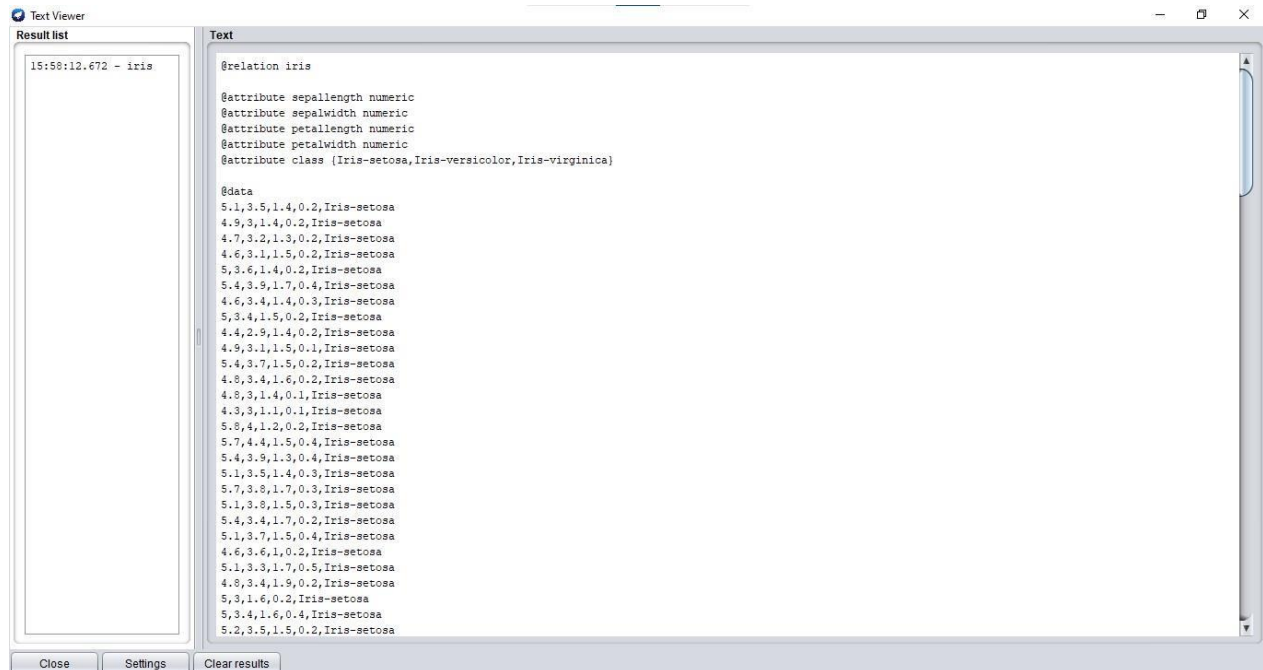 Text Viewer
Result list
15:58:12.672 - iris
Text
@relation iris
@attribute sepallength numeric
@attribute sepalwidth numeric
@attribute petallength numeric
@attribute petalwidth numeric
@attribute class {Iris-setosa,Iris-versicolor,Iris-virginica}
@data
5.1,3.5,1.4,0.2,Iris-setosa
4.9,3,1.4,0.2,Iris-setosa
4.7,3.2,1.3,0.2,Iris-setosa
4.6,3.1,1.5,0.2,Iris-setosa
5,3.6,1.4,0.2,Iris-setosa
5.4,3.9,1.7,0.4,Iris-setosa
4.6,3.4,1.4,0.3,Iris-setosa
5,3.4,1.5,0.2,Iris-setosa
4.4,2.9,1.4,0.2,Iris-setosa
4.9,3.1,1.5,0.1,Iris-setosa
5.4,3.7,1.5,0.2,Iris-setosa
4.8,3.4,1.6,0.2,Iris-setosa
4.8,3,1.4,0.1,Iris-setosa
4.3,3,1.1,0.1,Iris-setosa
5.8,4,1.2,0.2,Iris-setosa
5.7,4.4,1.5,0.4,Iris-setosa
5.4,3.9,1.3,0.4,Iris-setosa
5.1,3.5,1.4,0.3,Iris-setosa
5.7,3.8,1.7,0.3,Iris-setosa
5.1,3.8,1.5,0.3,Iris-setosa
5.4,3.4,1.7,0.2,Iris-setosa
5.1,3.7,1.5,0.4,Iris-setosa
4.6,3.6,1,0.2,Iris-setosa
5.1,3.3,1.7,0.5,Iris-setosa
4.8,3.4,1.9,0.2,Iris-setosa
5,3,1.6,0.2,Iris-setosa
5,3.4,1.6,0.4,Iris-setosa
5.2,3.5,1.5,0.2,Iris-setosa
Close
Settings
Clear results